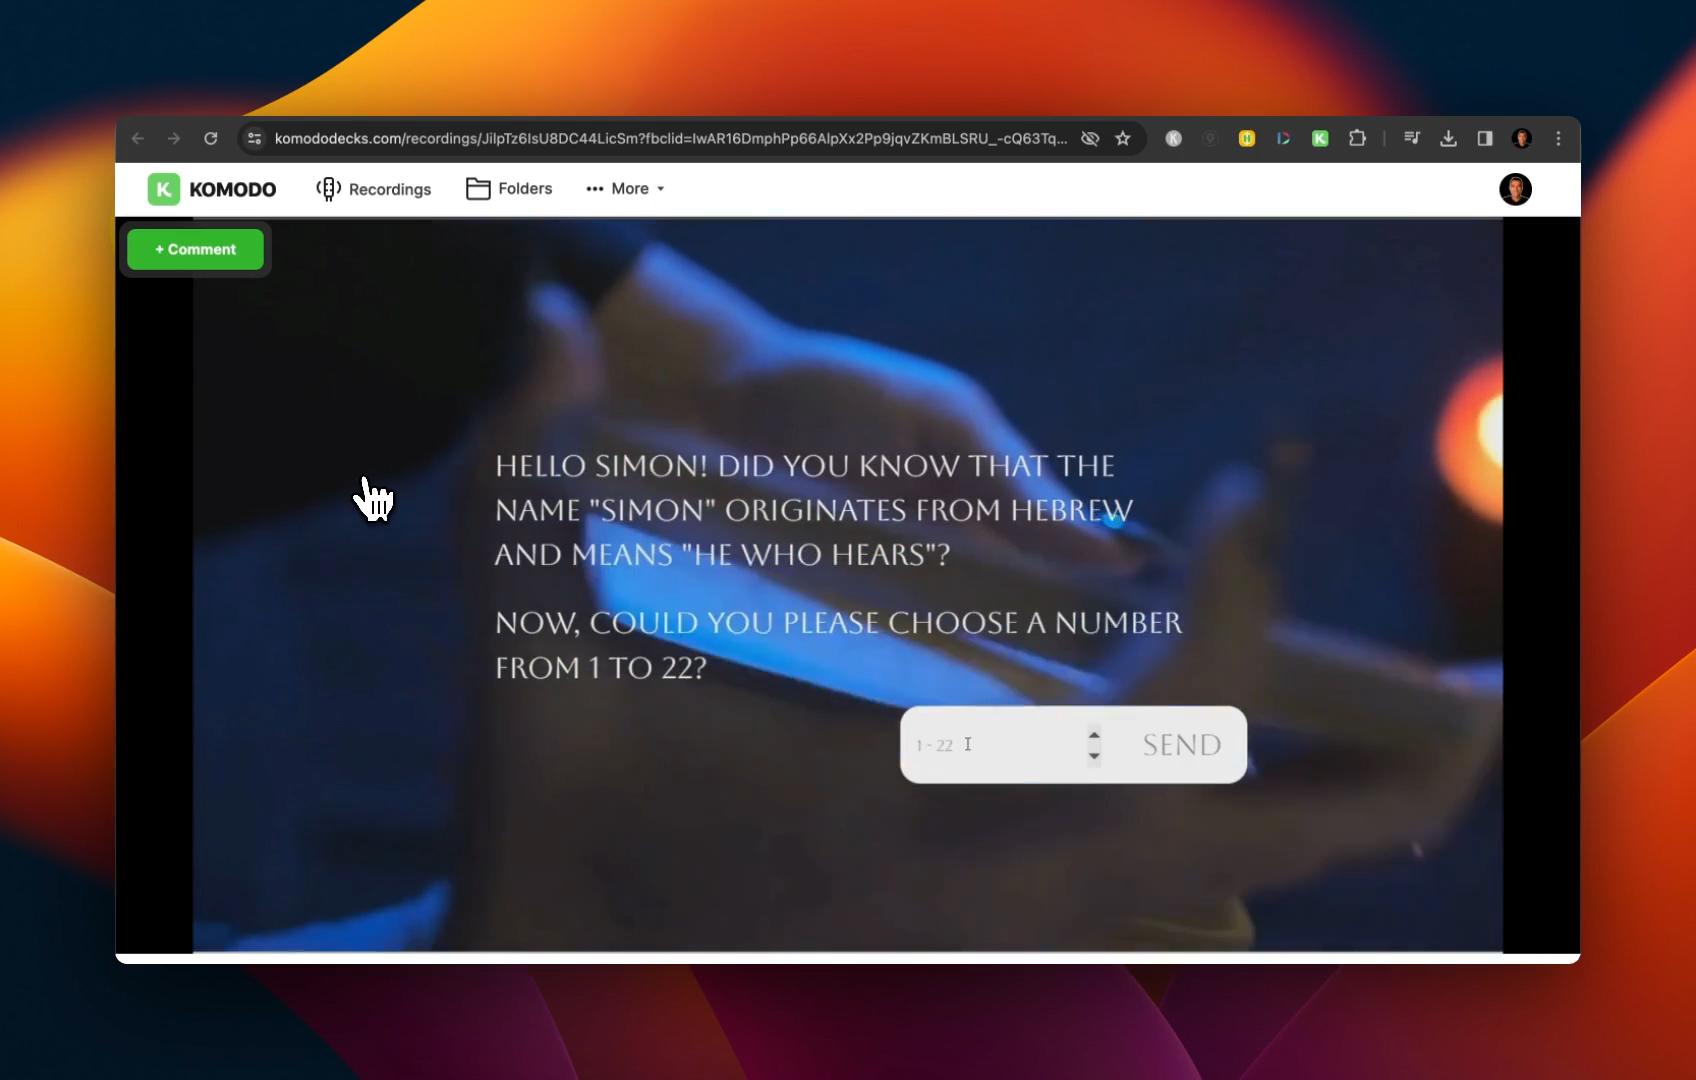 komododecks.com/recordings/JilpTz6IsU8DC44LicSm?fbclid=IwAR16DmphPp66AlpXx2Pp9jqvZKmBLSRU_-cQ63Tq...
K KOMODO Recordings Folders ••• More
+ Comment
HELLO SIMON! DID YOU KNOW THAT THE
NAME "SIMON" ORIGINATES FROM HEBREW
AND MEANS "HE WHO HEARS"?
NOW, COULD YOU PLEASE CHOOSE A NUMBER
FROM 1 TO 22?
1 - 22 SEND